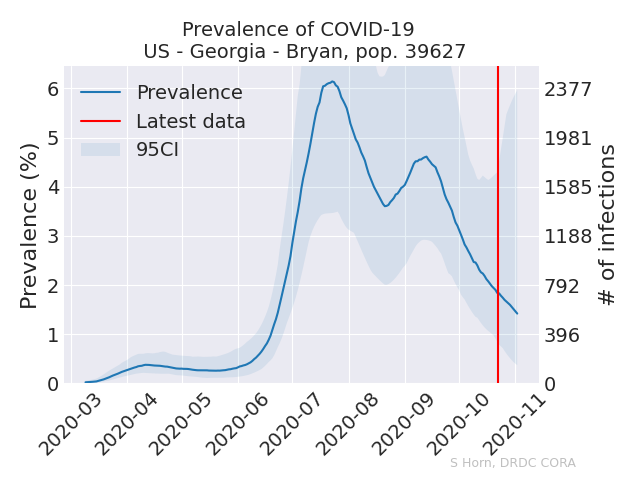 Prevalence of COVID-19
US - Georgia - Bryan, pop. 39627
Prevalence
Latest data
95CI
Prevalence (%)
6
5
4
3
2
1
0
2377
1981
1585
1188
792
396
0
# of infections
2020-03
2020-04
2020-05
2020-06
2020-07
2020-08
2020-09
2020-10
2020-11
S Horn, DRDC CORA